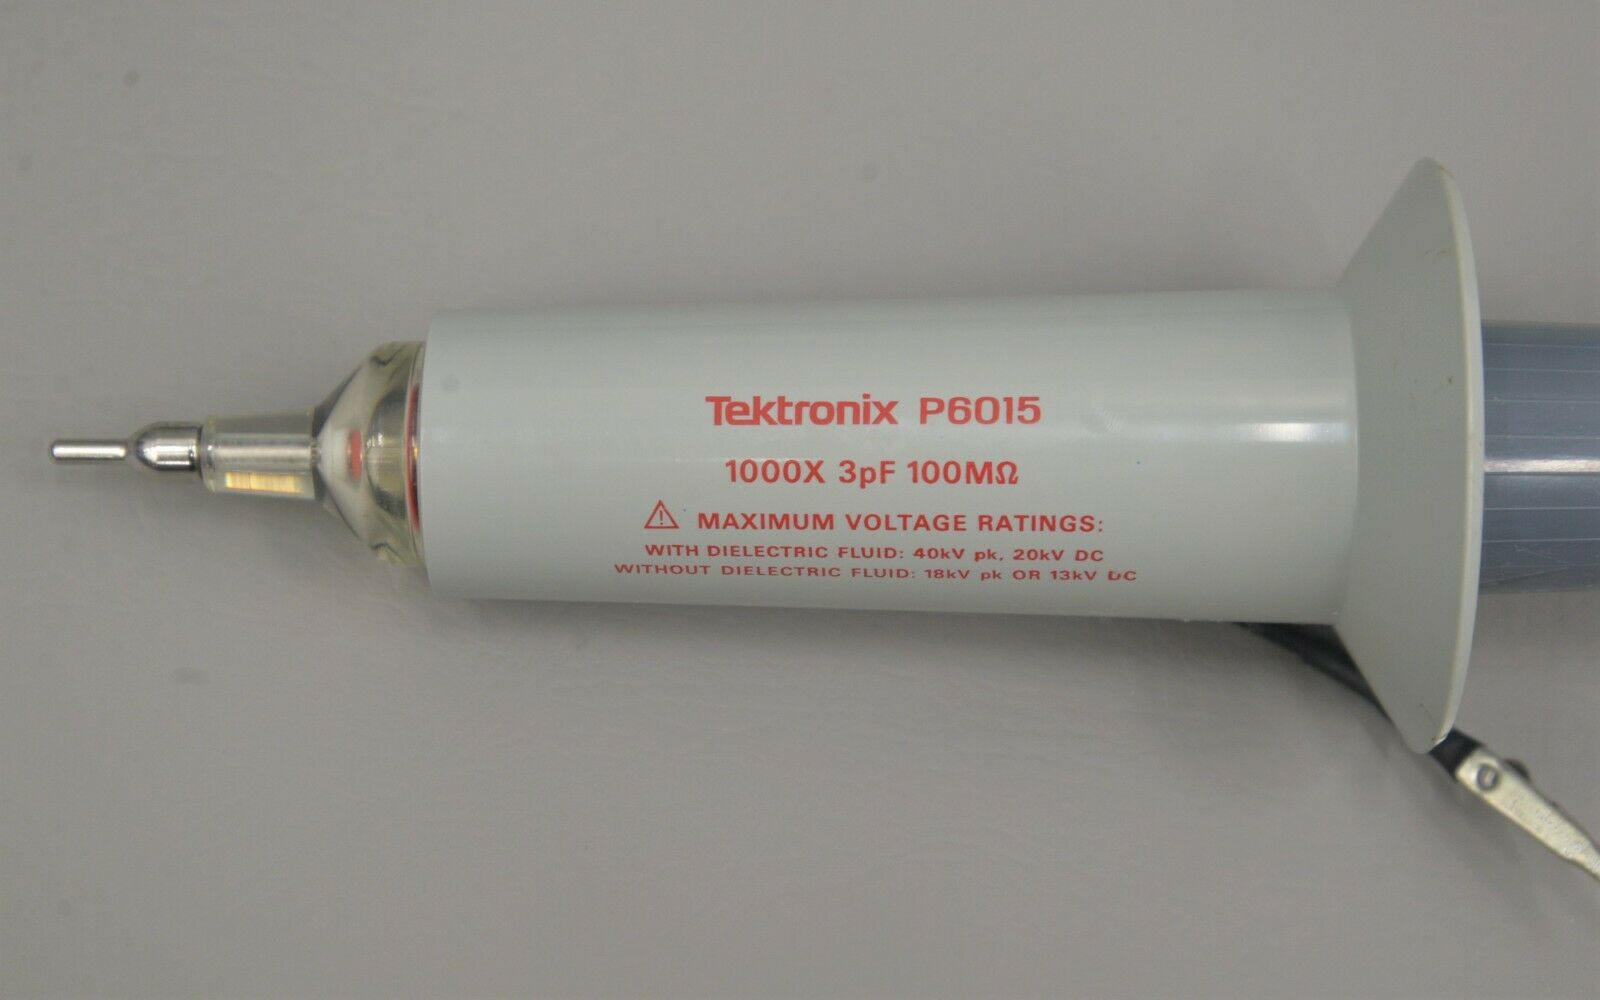 Tektronix P6015
1000X 3pF 100MΩ
⚠ MAXIMUM VOLTAGE RATINGS:
WITH DIELECTRIC FLUID: 40kV pk, 20kV DC
WITHOUT DIELECTRIC FLUID: 18kV pk OR 13kV DC